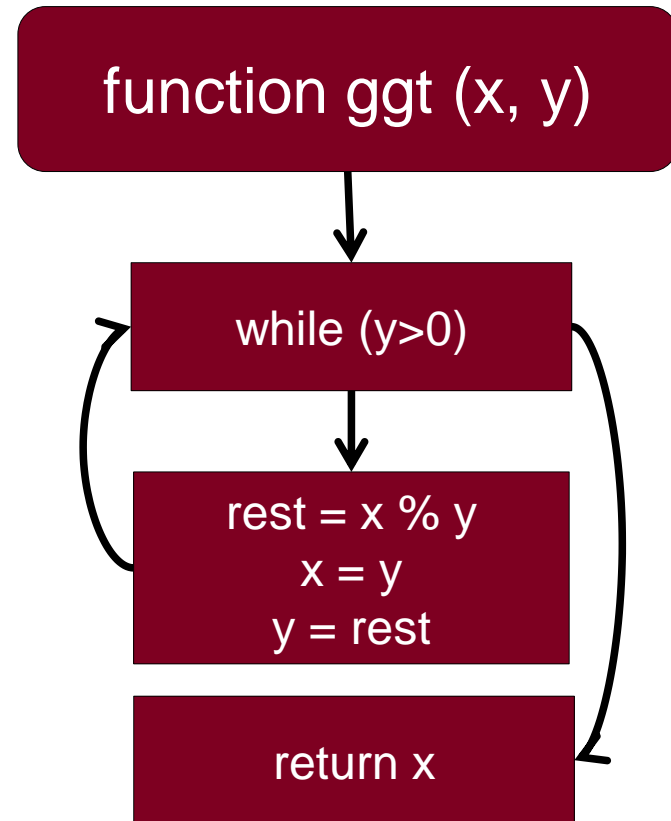 function ggt (x, y)
while (y>0)
rest = x % y
x = y
y = rest
return x